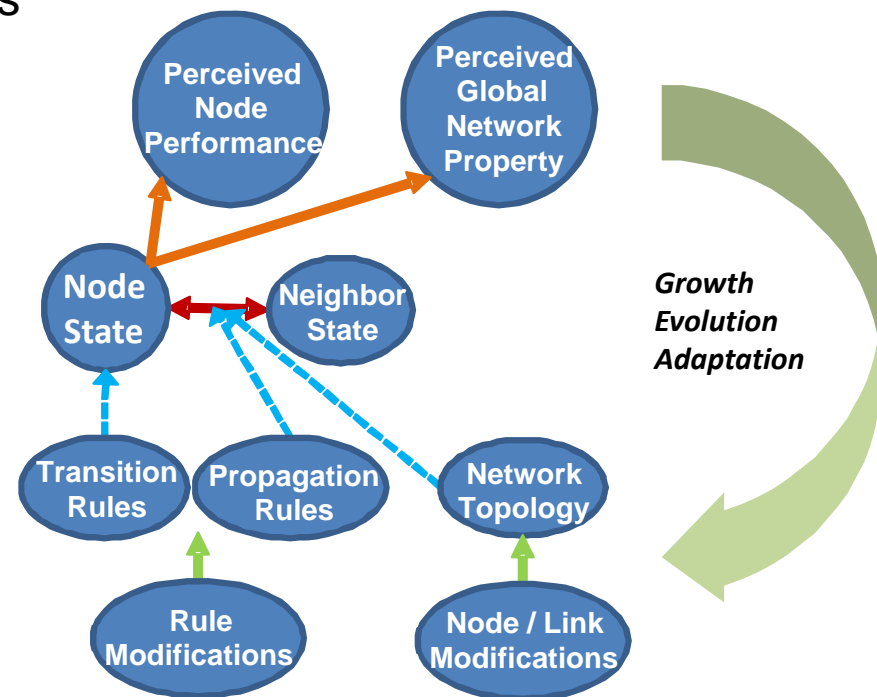 s
Perceived
Node
Performance
Perceived
Global
Network
Property
Node
State
Neighbor
State
Growth
Evolution
Adaptation
Transition
Rules
Propagation
Rules
Network
Topology
Rule
Modifications
Node / Link
Modifications